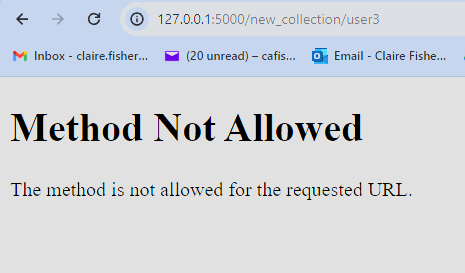 127.0.0.1:5000/new_collection/user3
Inbox - claire.fisher... (20 unread) – cafis... Email - Claire Fishe...
Method Not Allowed
The method is not allowed for the requested URL.